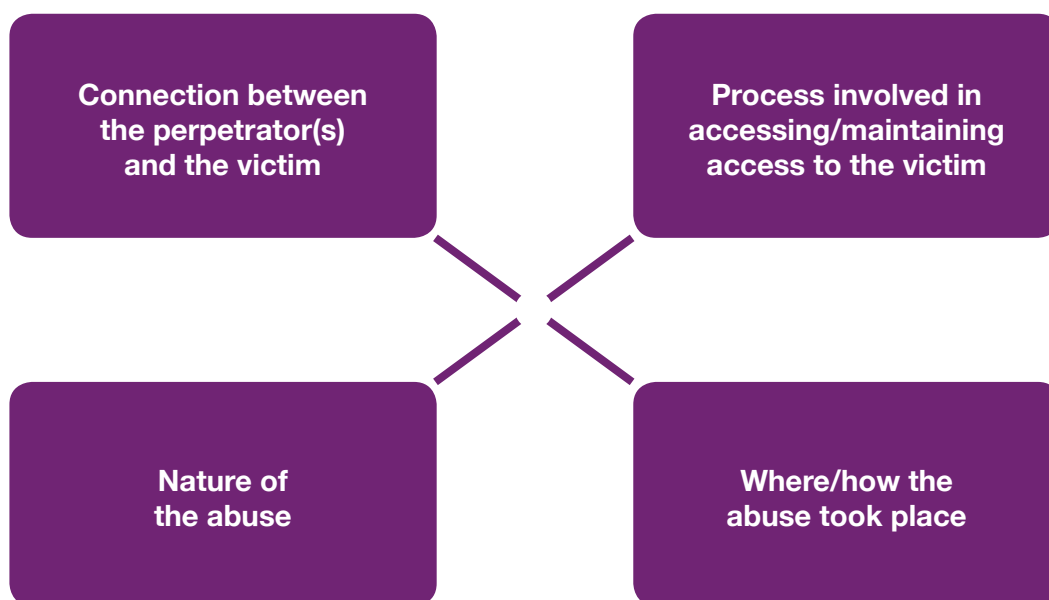 Connection between
the perpetrator(s)
and the victim
Process involved in
accessing/maintaining
access to the victim
Nature of
the abuse
Where/how the
abuse took place